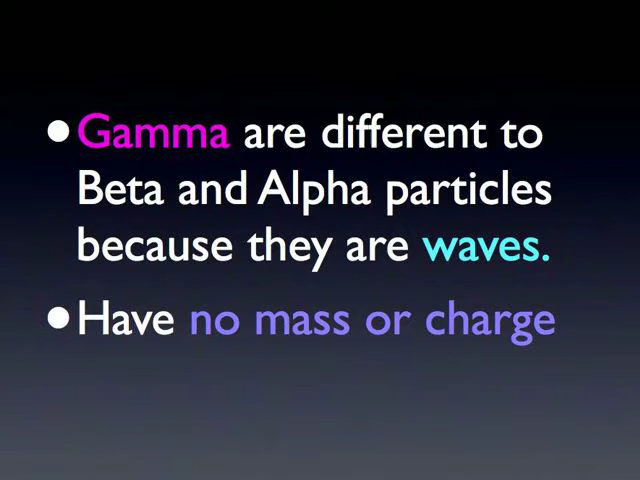 •Gamma are different to
Beta and Alpha particles
because they are waves.
•Have no mass or charge